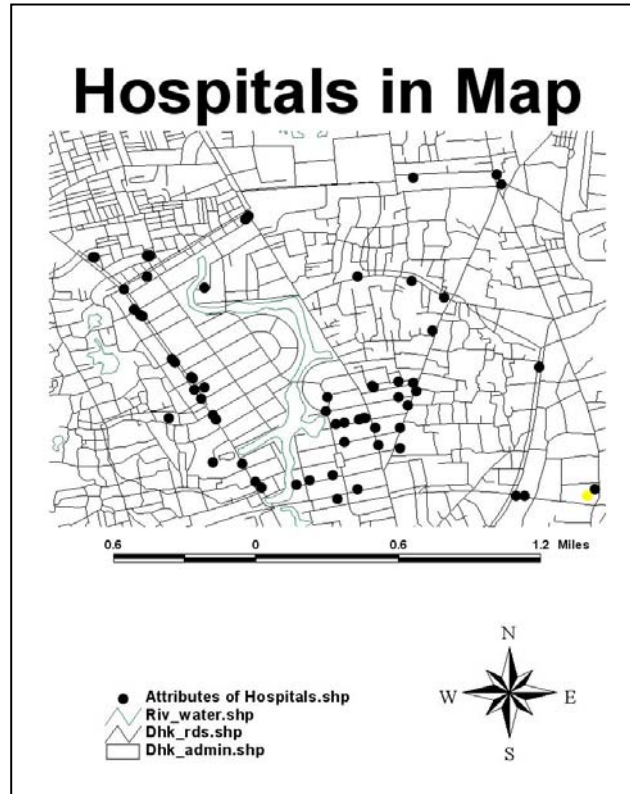 Hospitals in Map
0.6 0 0.6 1.2 Miles
Attributes of Hospitals.shp
Riv_water.shp
Dhk_rds.shp
Dhk_admin.shp
N
W E
S